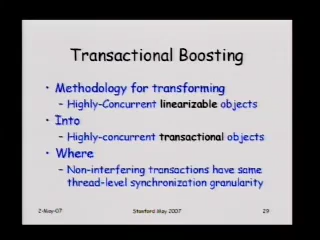 Transactional Boosting
• Methodology for transforming
– Highly-Concurrent linearizable objects
• Into
– Highly-concurrent transactional objects
• Where
– Non-interfering transactions have same
thread-level synchronization granularity
2-May-07
Stanford May 2007
29